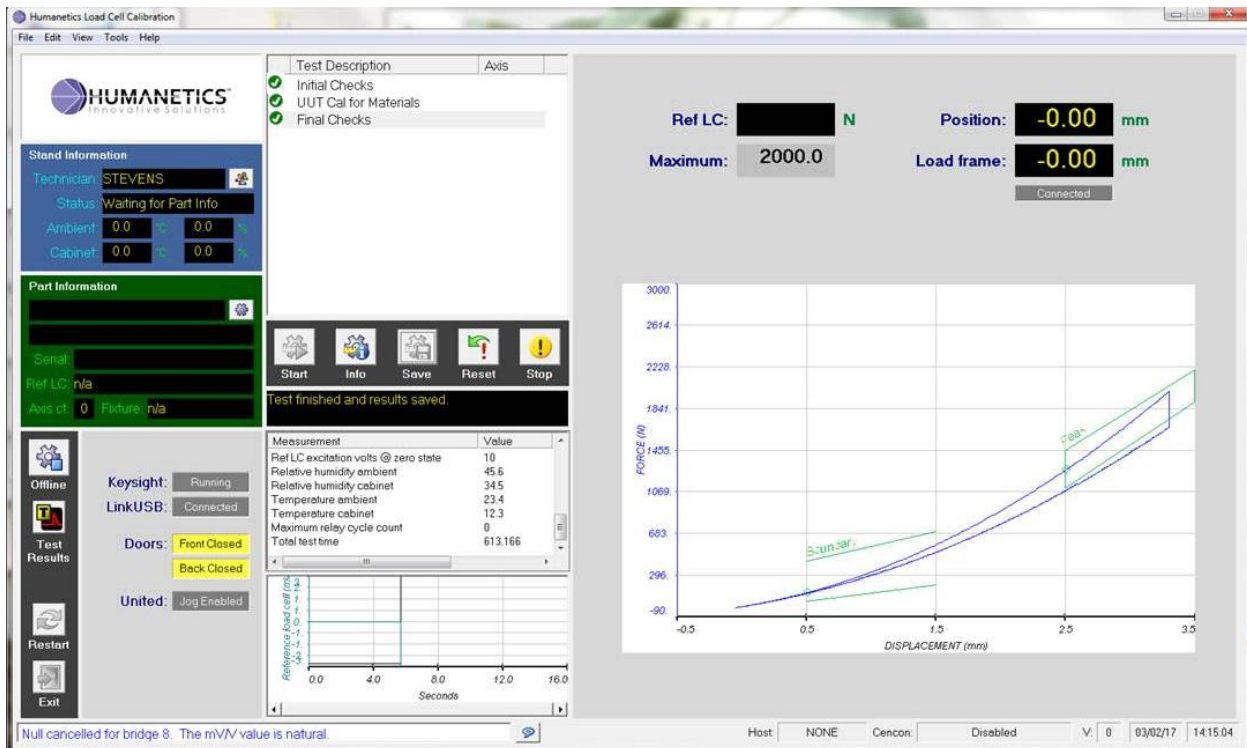 Humanetics Load Cell Calibration
File Edit View Tools Help
HUMANETICS
Innovative Solutions
Stand Information
Technician: STEVENS
Status: Waiting for Part Info
Ambient: 0.0 °C 0.0 %
Cabinet: 0.0 °C 0.0 %
Part Information
Serial:
Ref LC: n/a
Axis ct: 0 Fixture: n/a
Offline
Test Results
Restart
Exit
Keysight: Running
LinkUSB: Connected
Doors: Front Closed
Back Closed
United: Jog Enabled
Test Description Axis
Initial Checks
UUT Cal for Materials
Final Checks
Start Info Save Reset Stop
Test finished and results saved.
Measurement Value
Ref LC excitation volts @ zero state 10
Relative humidity ambient 45.6
Relative humidity cabinet 34.5
Temperature ambient 23.4
Temperature cabinet 12.3
Maximum relay cycle count 0
Total test time 613.166
Reference load cell
0.0 4.0 8.0 12.0 16.0
Seconds
Ref LC: N
Maximum: 2000.0
Position: -0.00 mm
Load frame: -0.00 mm
Connected
3000.
2614.
2228.
1841.
1455.
1069.
683.
296.
-90.
FORCE (N)
Peak
Boundary
-0.5 0.5 1.5 2.5 3.5
DISPLACEMENT (mm)
Null cancelled for bridge 8. The mV/V value is natural.
Host: NONE Cencon: Disabled V: 0 03/02/17 14:15:04